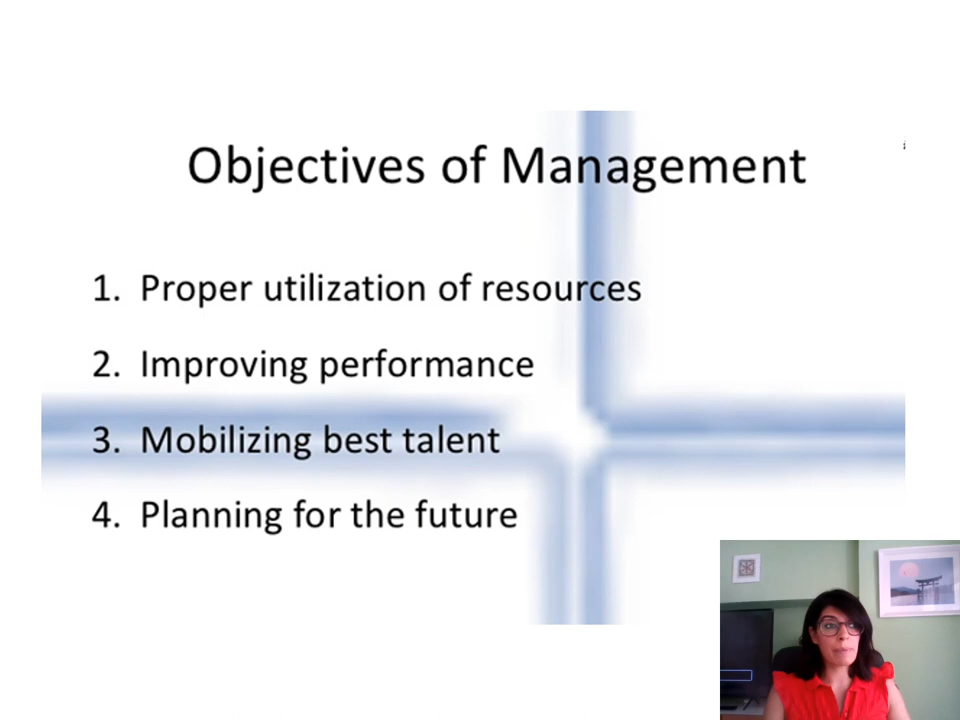 Objectives of Management
1. Proper utilization of resources
2. Improving performance
3. Mobilizing best talent
4. Planning for the future